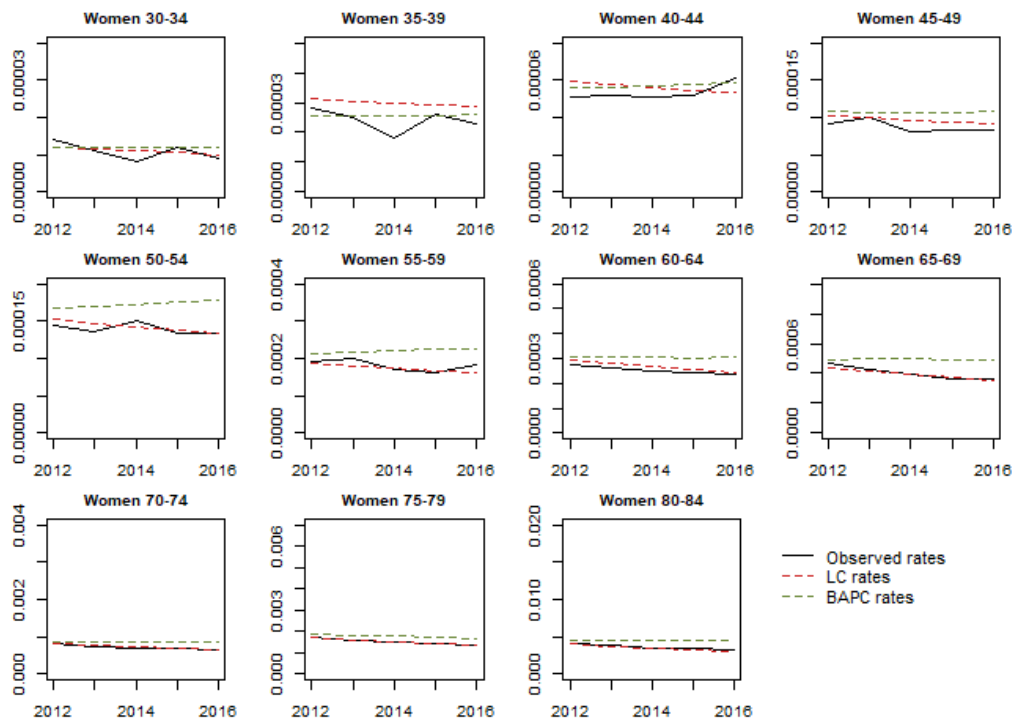 Women 30-34
Women 35-39
Women 40-44
Women 45-49
0.00000 0.00003
0.00000 0.00003
0.00000 0.00006
0.00000 0.00015
2012 2014 2016
2012 2014 2016
2012 2014 2016
2012 2014 2016
Women 50-54
Women 55-59
Women 60-64
Women 65-69
0.00000 0.00015
0.0000 0.0002 0.0004
0.0000 0.0003 0.0006
0.0000 0.0006
2012 2014 2016
2012 2014 2016
2012 2014 2016
2012 2014 2016
Women 70-74
Women 75-79
Women 80-84
0.000 0.002 0.004
0.000 0.003 0.006
0.000 0.010 0.020
2012 2014 2016
2012 2014 2016
2012 2014 2016
Observed rates
LC rates
BAPC rates